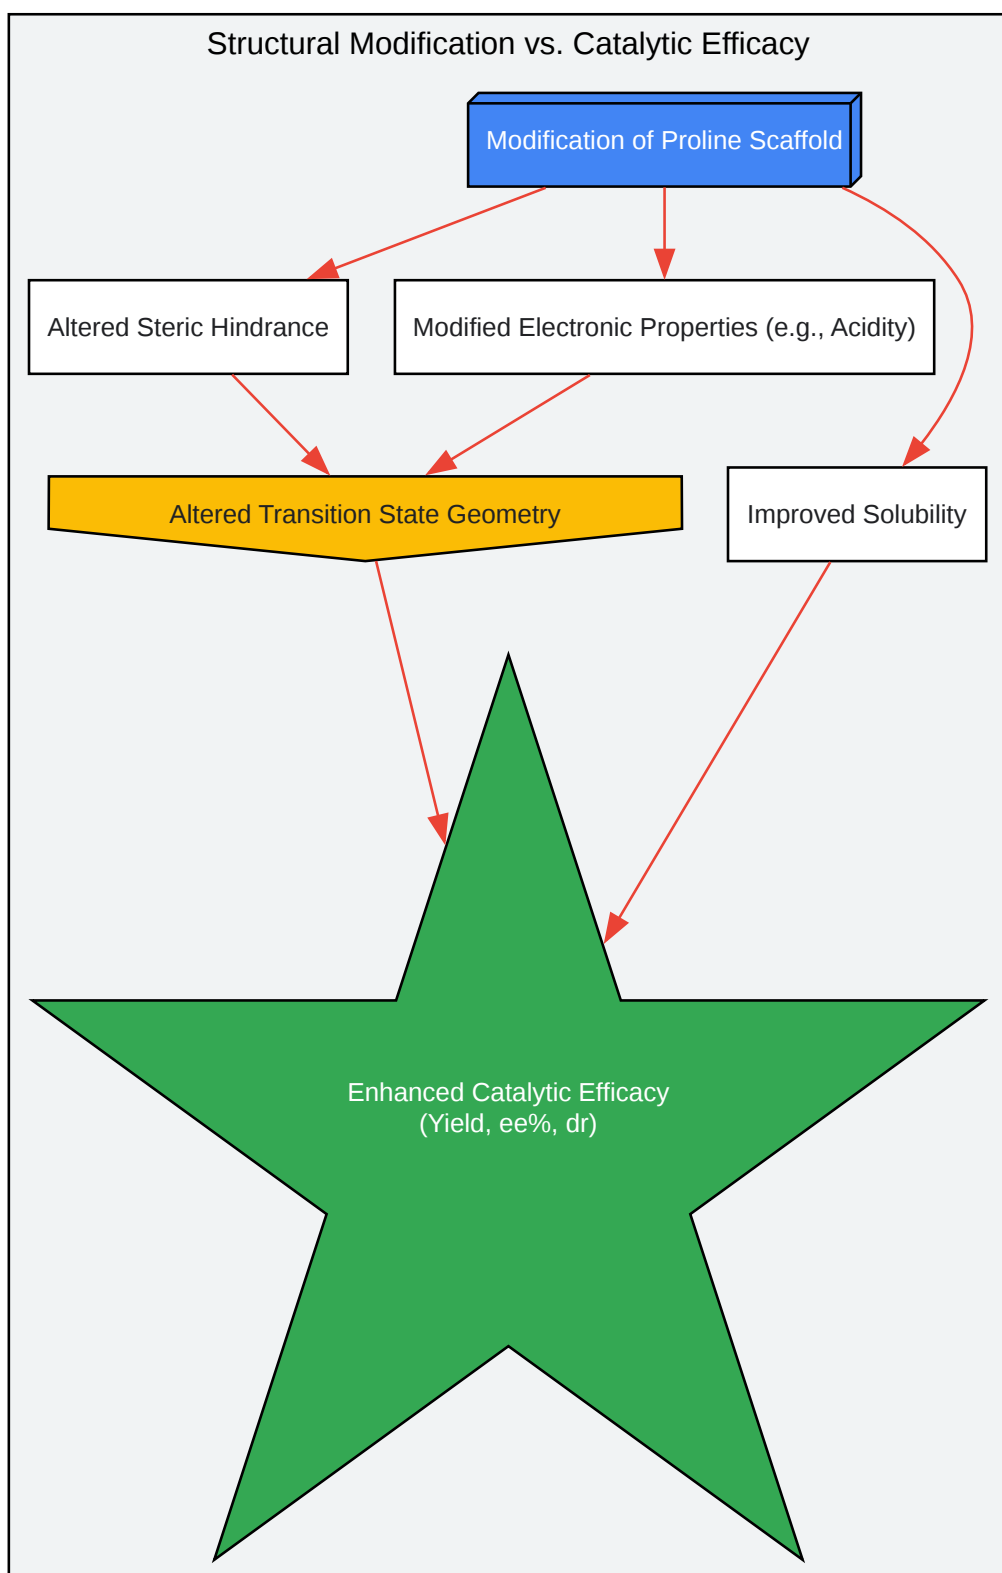 Structural Modification vs. Catalytic Efficacy
Modification of Proline Scaffold
Altered Steric Hindrance
Modified Electronic Properties (e.g., Acidity)
Altered Transition State Geometry
Improved Solubility
Enhanced Catalytic Efficacy
(Yield, ee%, dr)